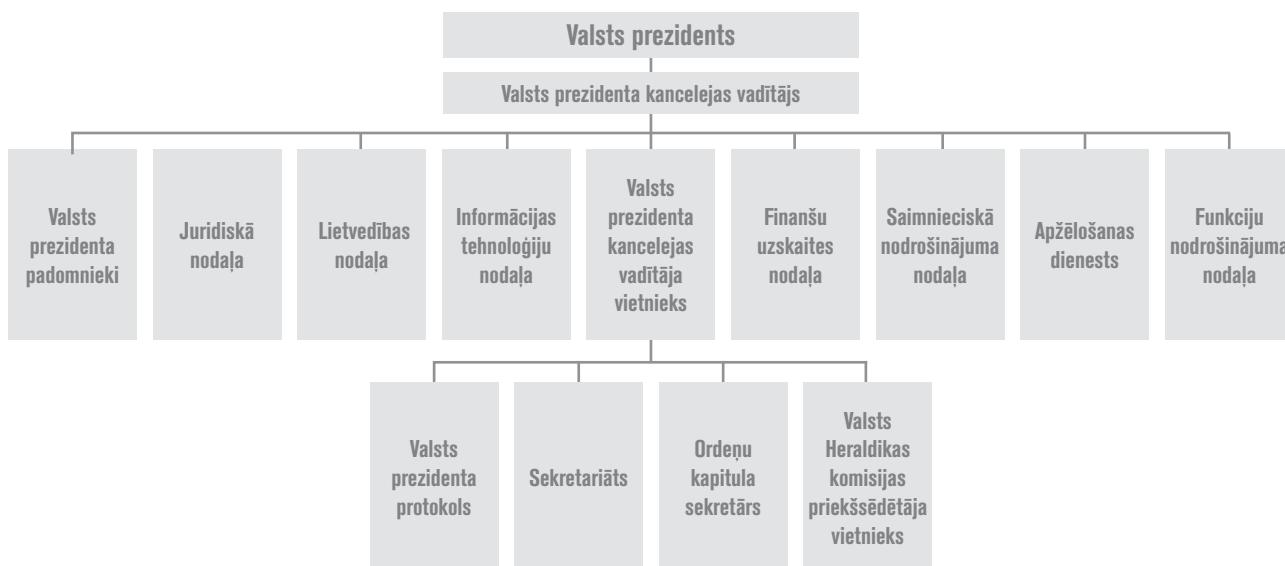 Valsts prezidents
Valsts prezidenta kancelejas vadītājs
Valsts
prezidenta
padomnieki
Juridiskā
nodaļa
Lietvedības
nodaļa
Informācijas
tehnoloģiju
nodaļa
Valsts
prezidenta
kancelejas
vadītāja
vietnieks
Finanšu
uzskaites
nodaļa
Saimnieciskā
nodrošinājuma
nodaļa
Apžēlošanas
dienests
Funkciju
nodrošinājuma
nodaļa
Valsts
prezidenta
protokols
Sekretariāts
Ordeņu
kapitula
sekretārs
Valsts
Heraldikas
komisijas
priekšsēdētāja
vietnieks